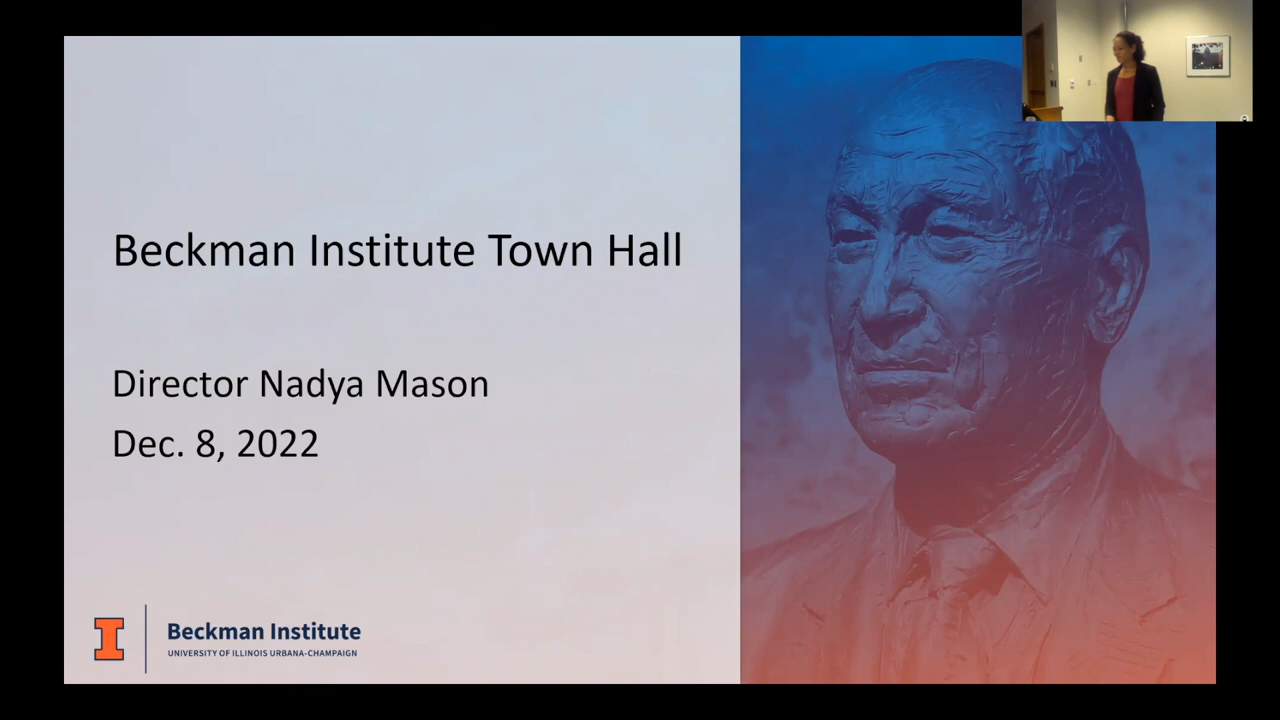 Beckman Institute Town Hall
Director Nadya Mason
Dec. 8, 2022
I
Beckman Institute
UNIVERSITY OF ILLINOIS URBANA-CHAMPAIGN